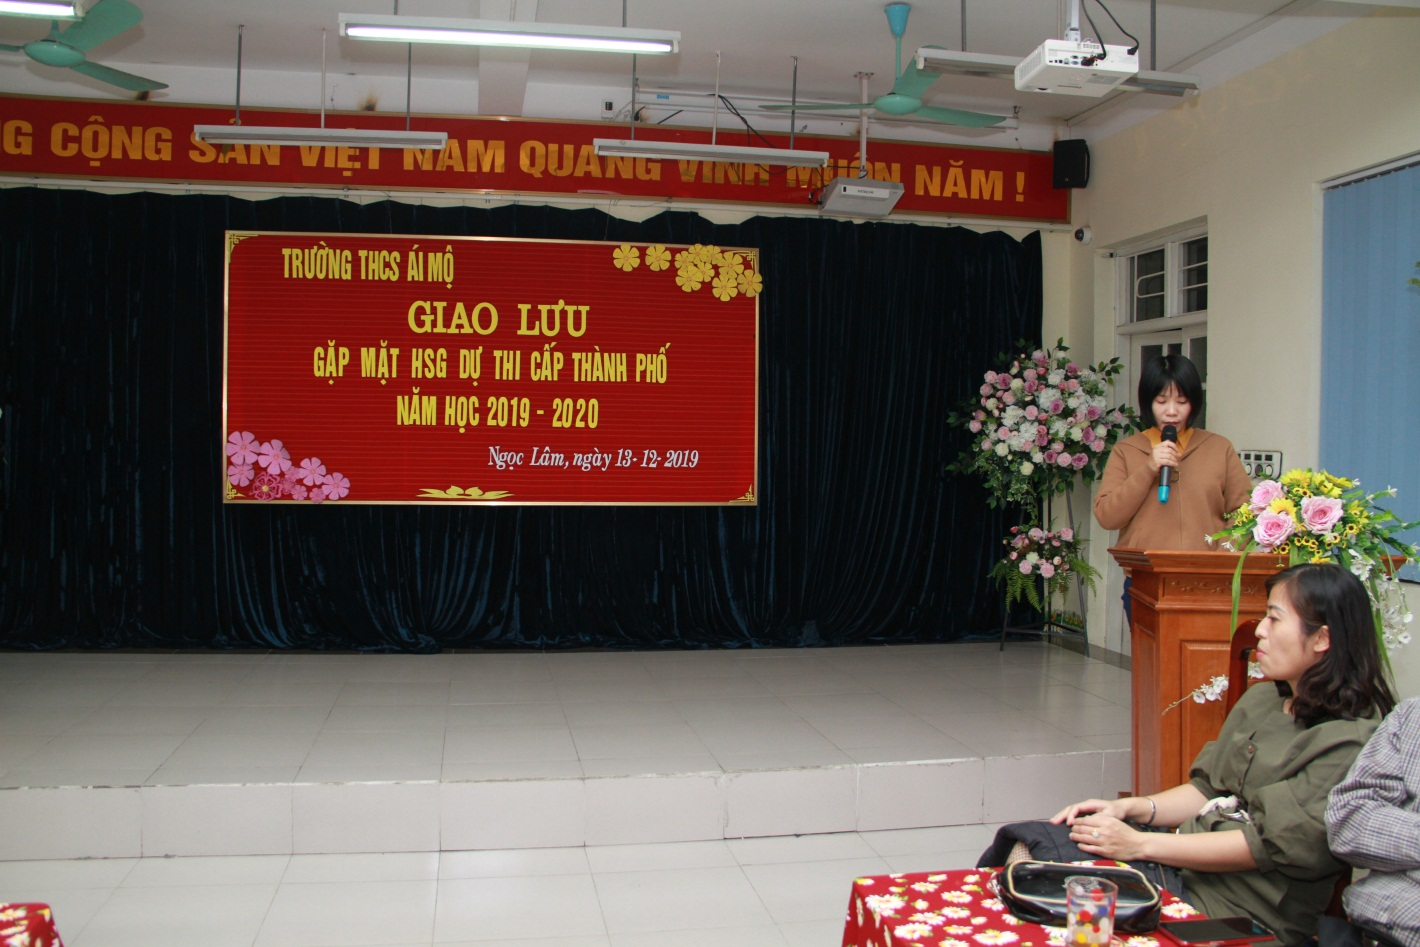 NG CỘNG SẢN VIỆT NAM QUANG VINH MUÔN NĂM !
TRƯỜNG THCS ÁI MỘ
GIAO LƯU
GẶP MẶT HSG DỰ THI CẤP THÀNH PHỐ
NĂM HỌC 2019 - 2020
Ngọc Lâm, ngày 13-12-2019